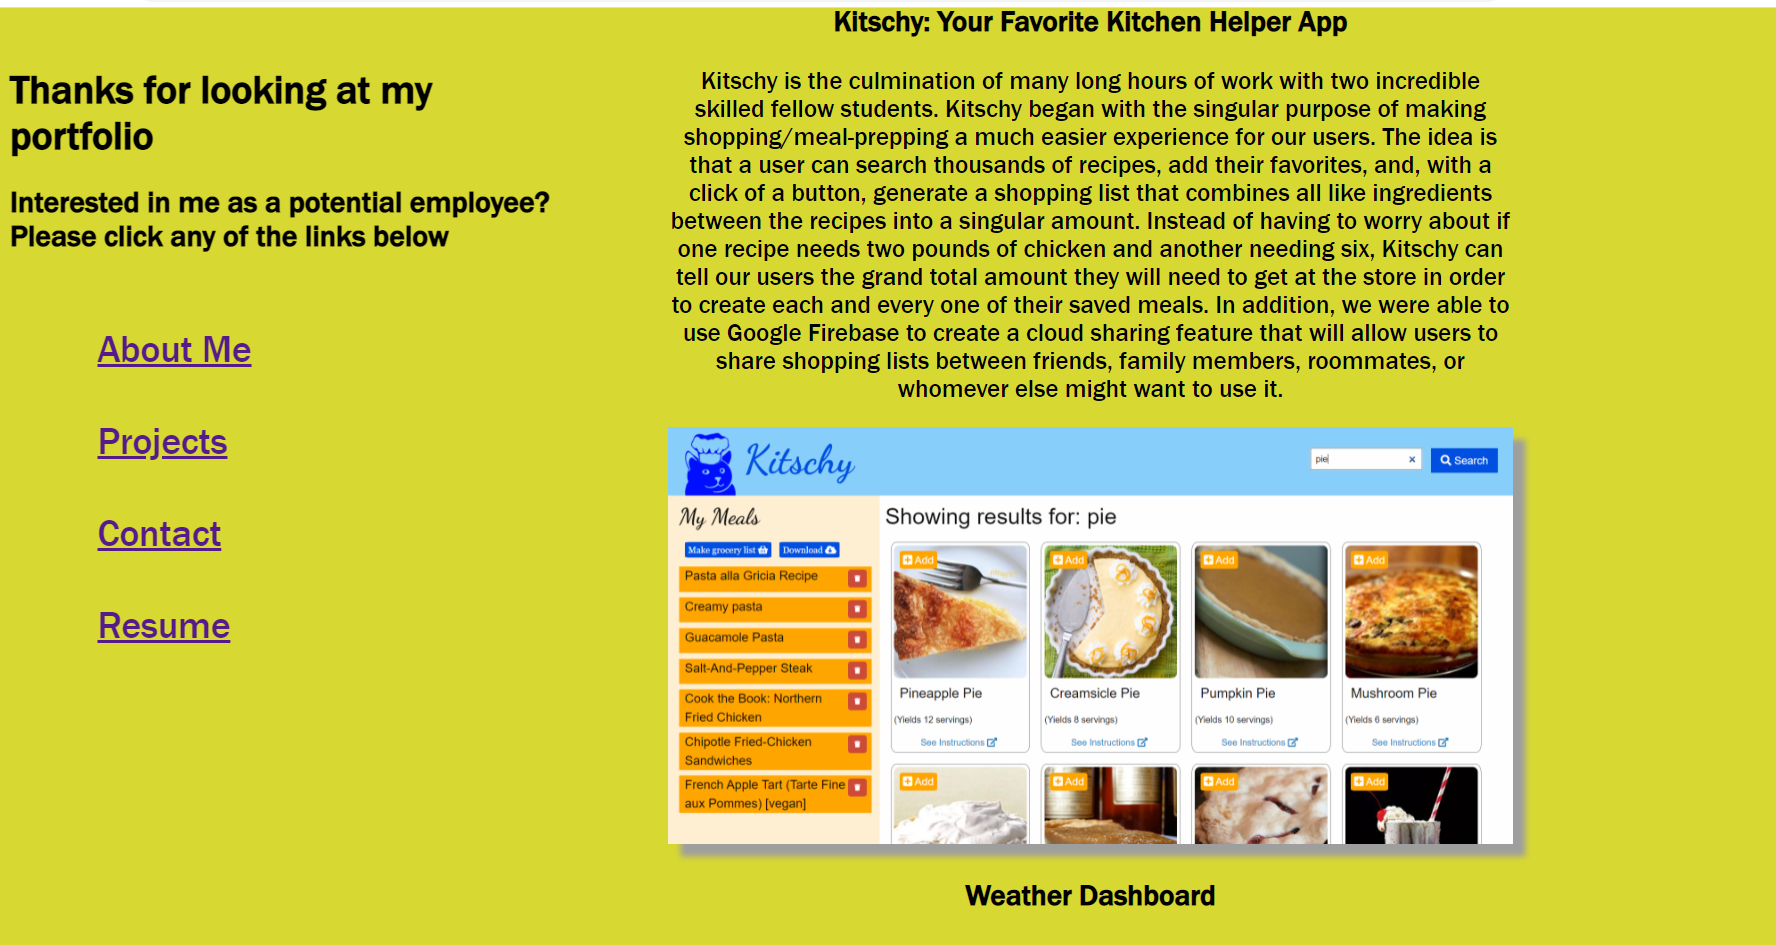 Thanks for looking at my
portfolio
Interested in me as a potential employee?
Please click any of the links below
About Me
Projects
Contact
Resume
Kitschy: Your Favorite Kitchen Helper App
Kitschy is the culmination of many long hours of work with two incredible
skilled fellow students. Kitschy began with the singular purpose of making
shopping/meal-prepping a much easier experience for our users. The idea is
that a user can search thousands of recipes, add their favorites, and, with a
click of a button, generate a shopping list that combines all like ingredients
between the recipes into a singular amount. Instead of having to worry about if
one recipe needs two pounds of chicken and another needing six, Kitschy can
tell our users the grand total amount they will need to get at the store in order
to create each and every one of their saved meals. In addition, we were able to
use Google Firebase to create a cloud sharing feature that will allow users to
share shopping lists between friends, family members, roommates, or
whomever else might want to use it.
Kitschy
pie
Search
My Meals
Make grocery list
Download
Pasta alla Gricia Recipe
Creamy pasta
Guacamole Pasta
Salt-And-Pepper Steak
Cook the Book: Northern
Fried Chicken
Chipotle Fried-Chicken
Sandwiches
French Apple Tart (Tarte Fine
aux Pommes) [vegan]
Showing results for: pie
Add
Add
Add
Add
Pineapple Pie
Creamsicle Pie
Pumpkin Pie
Mushroom Pie
(Yields 12 servings)
(Yields 8 servings)
(Yields 10 servings)
(Yields 6 servings)
See Instructions
See Instructions
See Instructions
See Instructions
Add
Add
Add
Add
Weather Dashboard